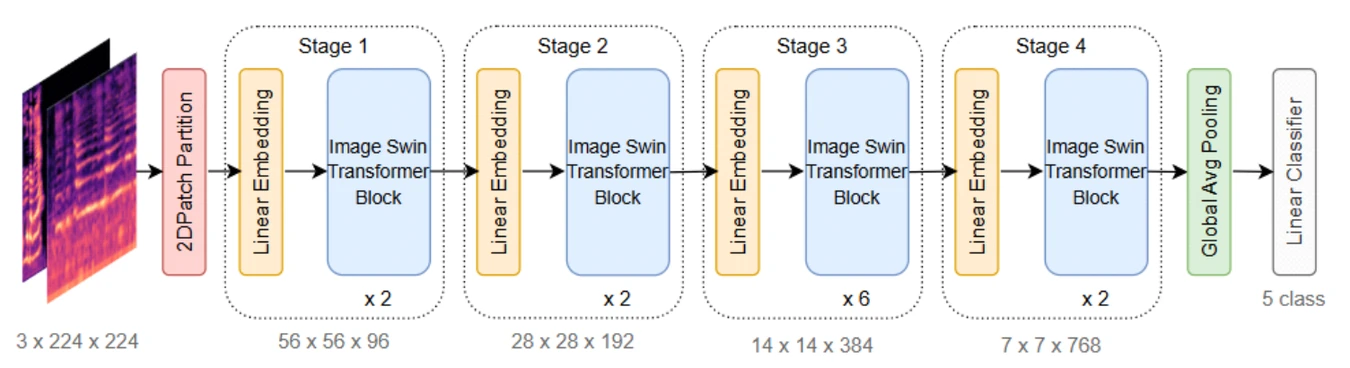 Stage 1
Stage 2
Stage 3
Stage 4
2DPatch Partition
Linear Embedding
Image Swin
Transformer
Block
x 2
Linear Embedding
Image Swin
Transformer
Block
x 2
Linear Embedding
Image Swin
Transformer
Block
x 6
Linear Embedding
Image Swin
Transformer
Block
x 2
Global Avg Pooling
Linear Classifier
5 class
3 x 224 x 224
56 x 56 x 96
28 x 28 x 192
14 x 14 x 384
7 x 7 x 768